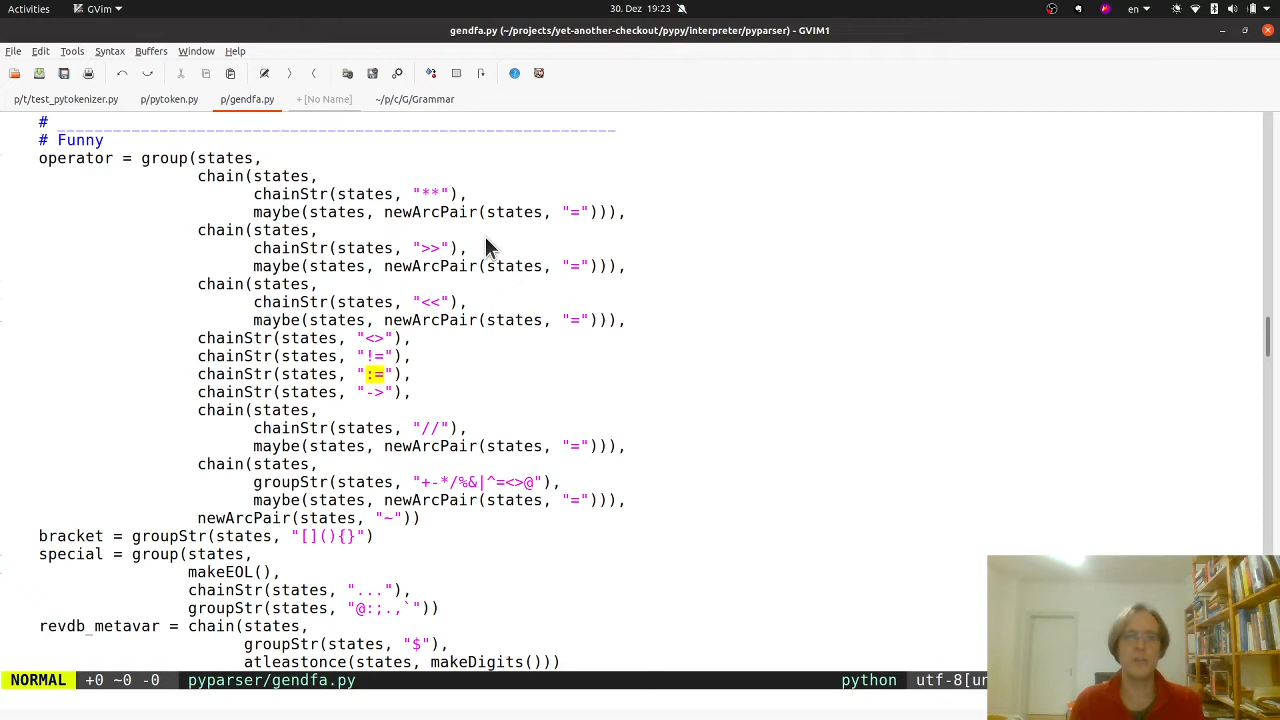 Activities GVim 30. Dez 19:23 en
gendfa.py (~/projects/yet-another-checkout/pypy/interpreter/pyparser) - GVIM1
File Edit Tools Syntax Buffers Window Help
p/t/test_pytokenizer.py p/pytoken.py p/gendfa.py + [No Name] ~/p/c/G/Grammar
# ____________________________________________________________
# Funny
operator = group(states,
chain(states,
chainStr(states, "**"),
maybe(states, newArcPair(states, "="))),
chain(states,
chainStr(states, ">>"),
maybe(states, newArcPair(states, "="))),
chain(states,
chainStr(states, "<<"),
maybe(states, newArcPair(states, "="))),
chainStr(states, "<>"),
chainStr(states, "!="),
chainStr(states, ":="),
chainStr(states, "->"),
chain(states,
chainStr(states, "//"),
maybe(states, newArcPair(states, "="))),
chain(states,
groupStr(states, "+-*/%&|^=<>@"),
maybe(states, newArcPair(states, "="))),
newArcPair(states, "~"))
bracket = groupStr(states, "[](){}")
special = group(states,
makeEOL(),
chainStr(states, "..."),
groupStr(states, "@:;.,`"))
revdb_metavar = chain(states,
groupStr(states, "$"),
atleastonce(states, makeDigits()))
NORMAL +0 ~0 -0 pyparser/gendfa.py python utf-8[un